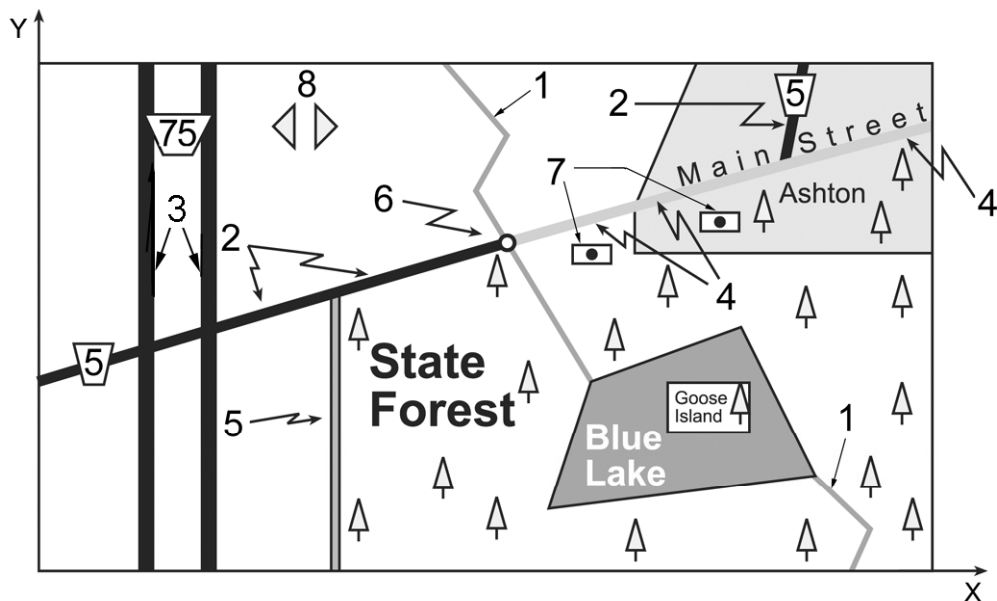 Y
8
1
2
5
75
Main Street
7
6
3
2
Ashton
4
4
5
State
Forest
5
Goose
Island
Blue
Lake
1
X